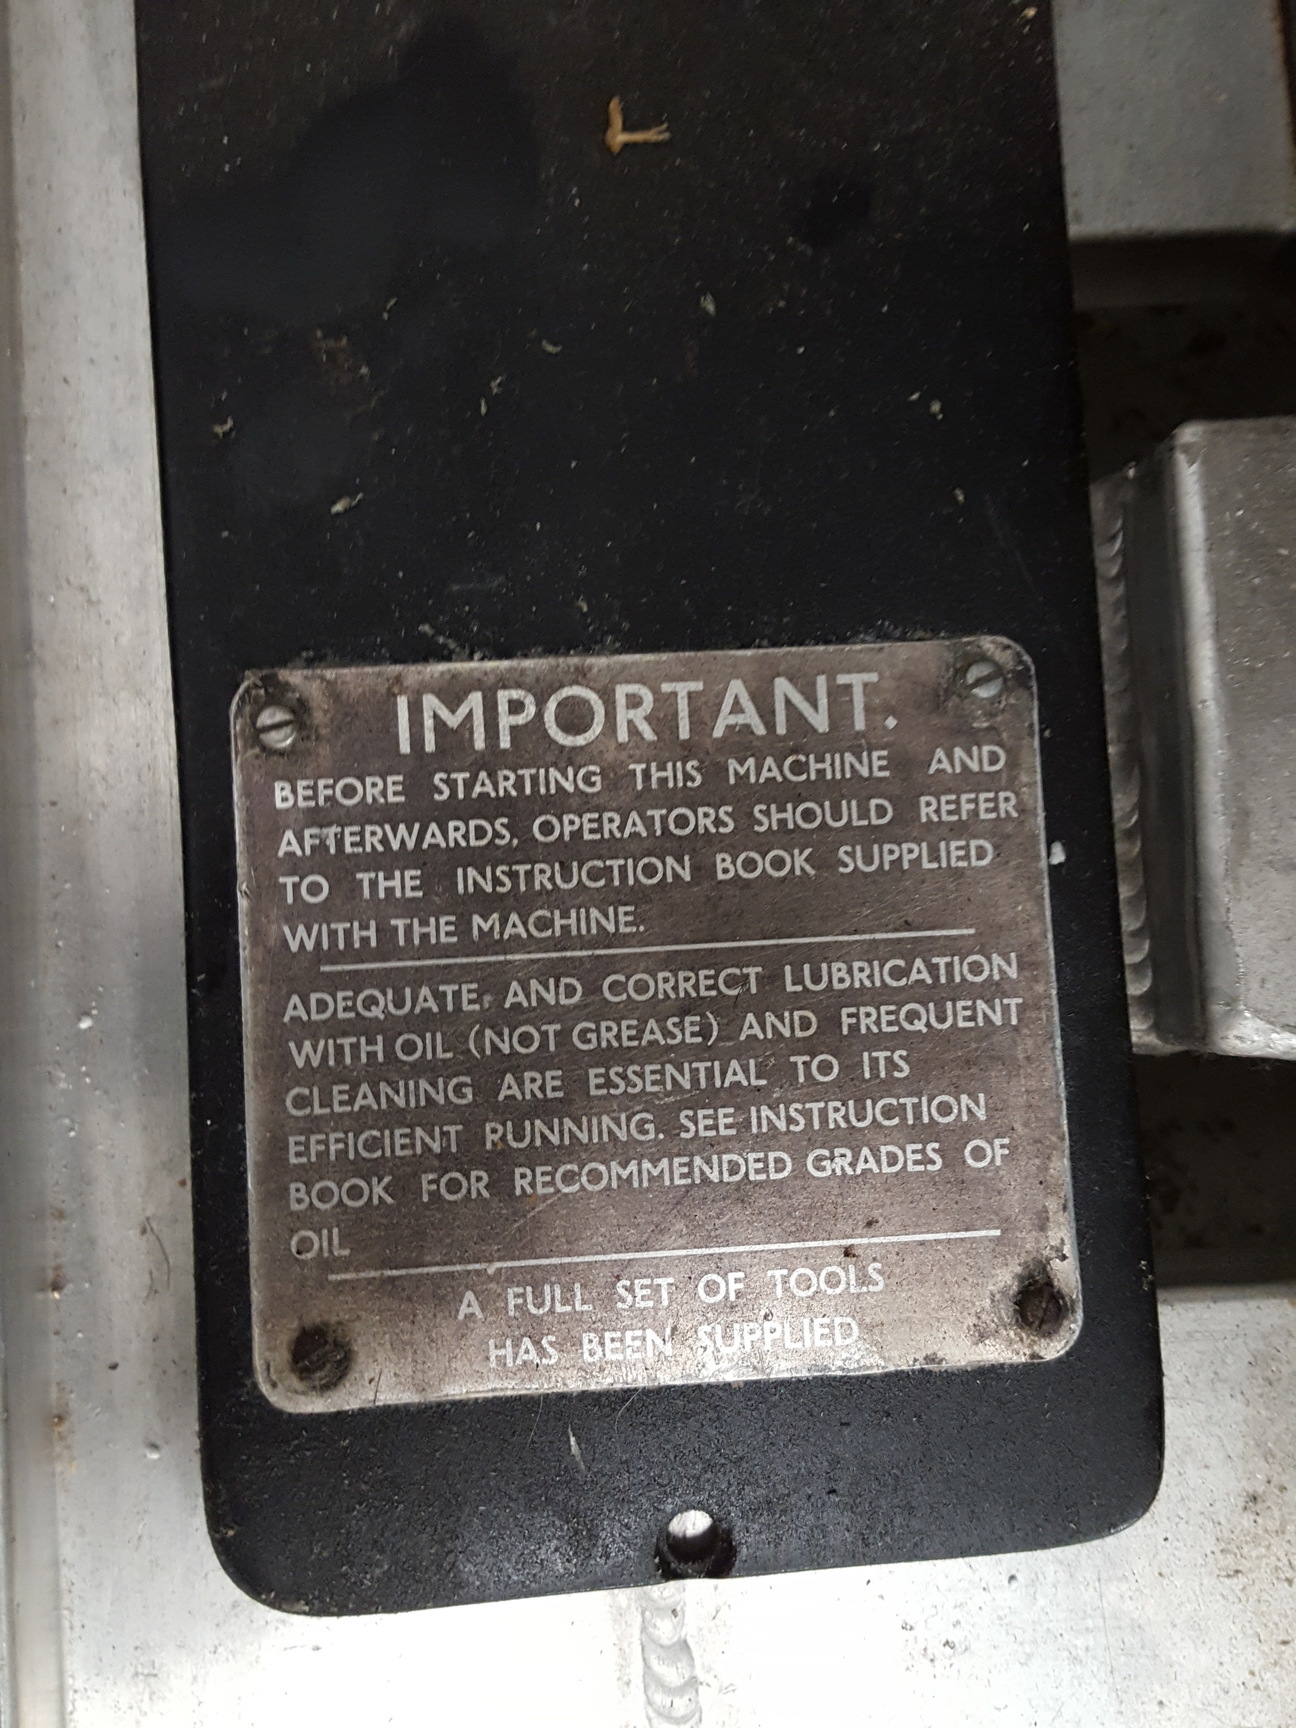 IMPORTANT.
BEFORE STARTING THIS MACHINE AND
AFTERWARDS, OPERATORS SHOULD REFER
TO THE INSTRUCTION BOOK SUPPLIED
WITH THE MACHINE.
ADEQUATE, AND CORRECT LUBRICATION
WITH OIL (NOT GREASE) AND FREQUENT
CLEANING ARE ESSENTIAL TO ITS
EFFICIENT RUNNING. SEE INSTRUCTION
BOOK FOR RECOMMENDED GRADES OF
OIL
A FULL SET OF TOOLS
HAS BEEN SUPPLIED